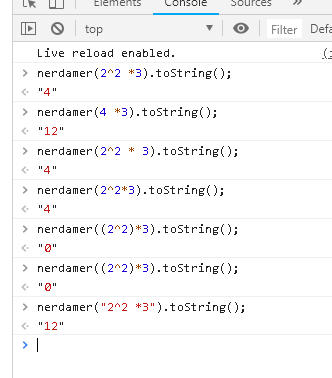 Elements Console Sources
top Filter Defau
Live reload enabled.
> nerdamer(2^2 *3).toString();
"4"
> nerdamer(4 *3).toString();
"12"
> nerdamer(2^2 * 3).toString();
"4"
> nerdamer(2^2*3).toString();
"4"
> nerdamer((2^2)*3).toString();
"0"
> nerdamer((2^2)*3).toString();
"0"
> nerdamer("2^2 *3").toString();
"12"
>